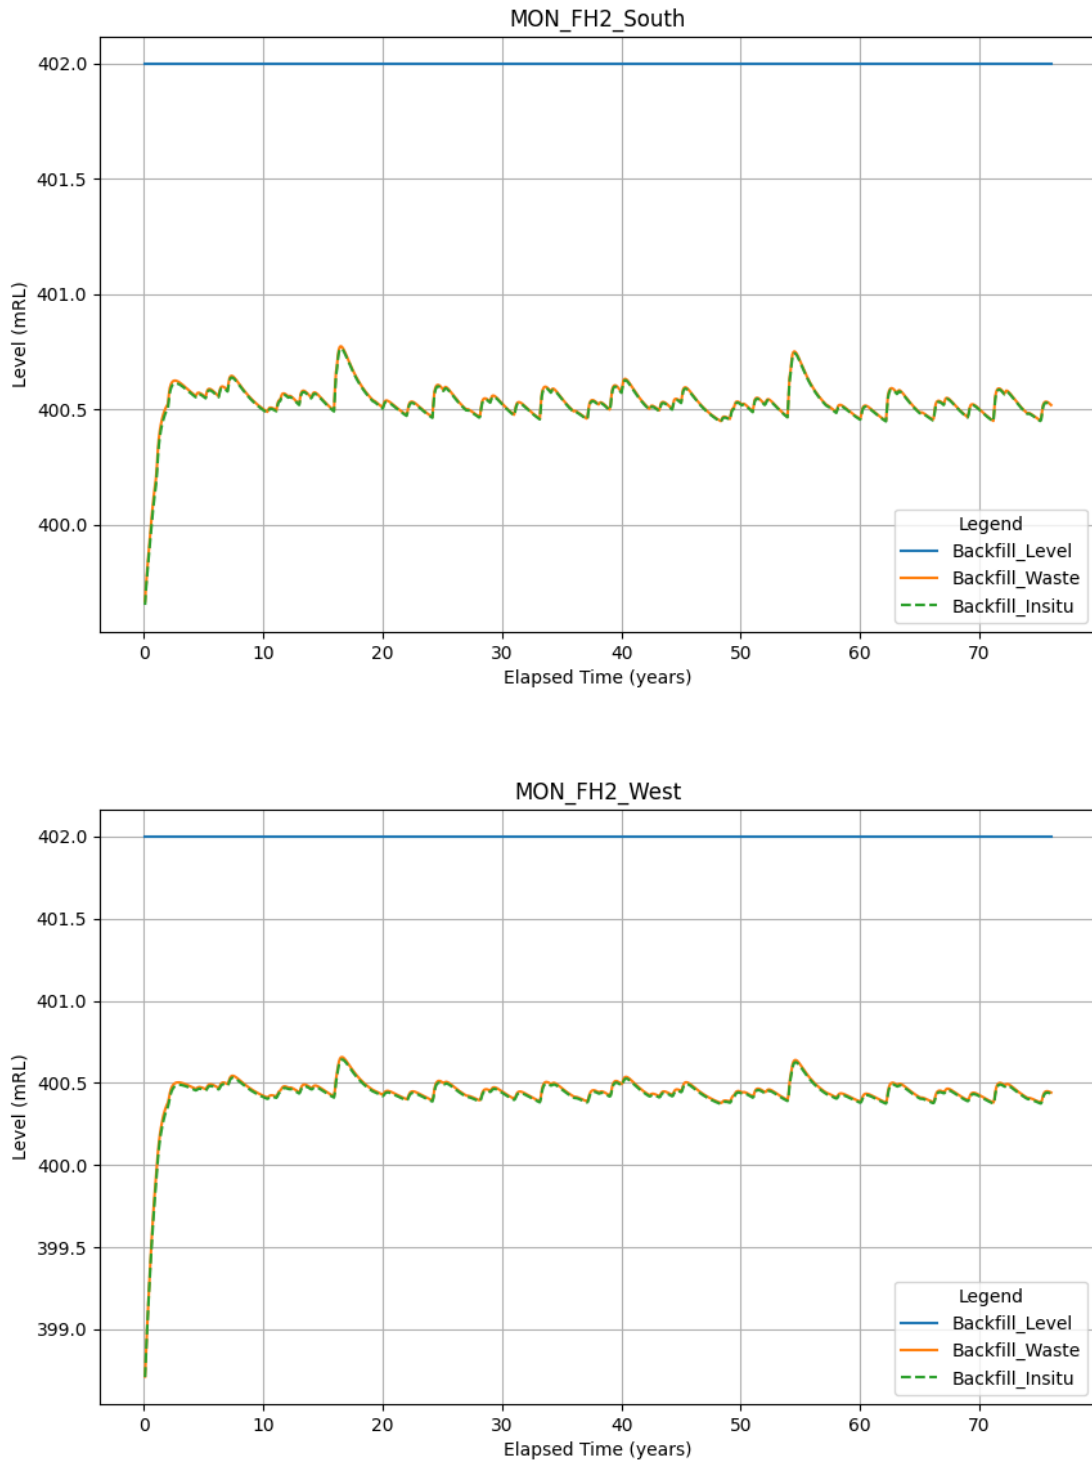 MON_FH2_South
402.0
401.5
401.0
400.5
400.0
Level (mRL)
0 10 20 30 40 50 60 70
Elapsed Time (years)
Legend
Backfill_Level
Backfill_Waste
Backfill_Insitu
MON_FH2_West
402.0
401.5
401.0
400.5
400.0
399.5
399.0
Level (mRL)
0 10 20 30 40 50 60 70
Elapsed Time (years)
Legend
Backfill_Level
Backfill_Waste
Backfill_Insitu